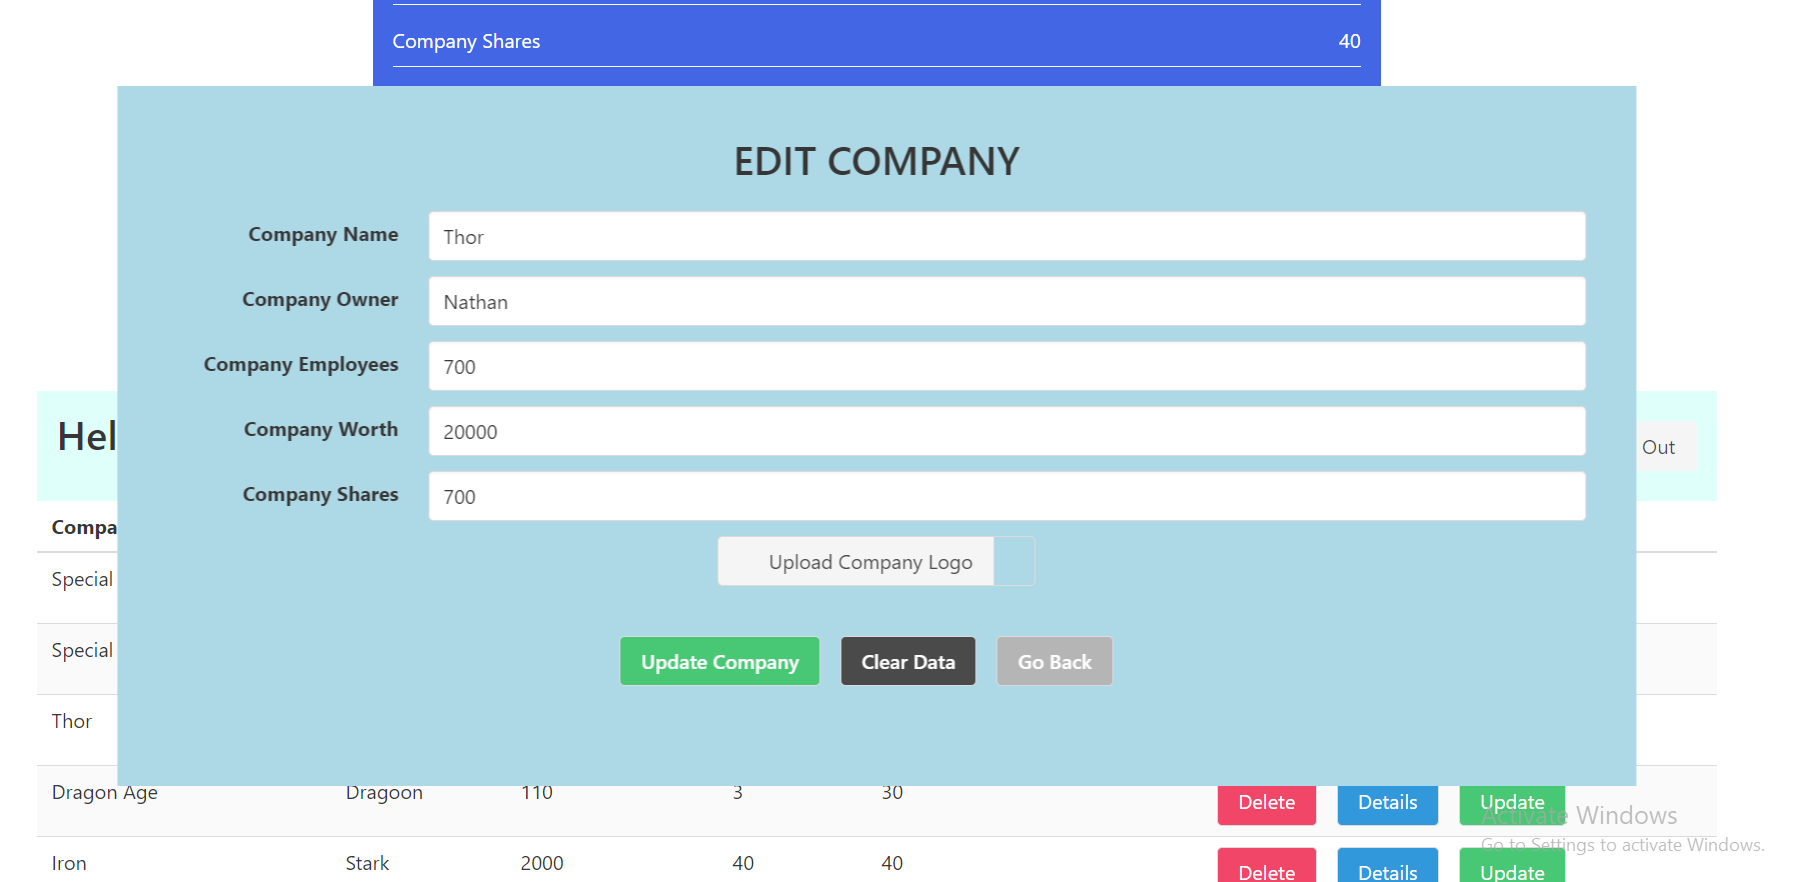 Company Shares 40
EDIT COMPANY
Company Name Thor
Company Owner Nathan
Company Employees 700
Company Worth 20000
Company Shares 700
Upload Company Logo
Update Company Clear Data Go Back
Hel Out
Compa
Special
Special
Thor
Dragon Age Dragoon 110 3 30 Delete Details Update
Iron Stark 2000 40 40 Delete Details Update
Activate Windows
Go to Settings to activate Windows.